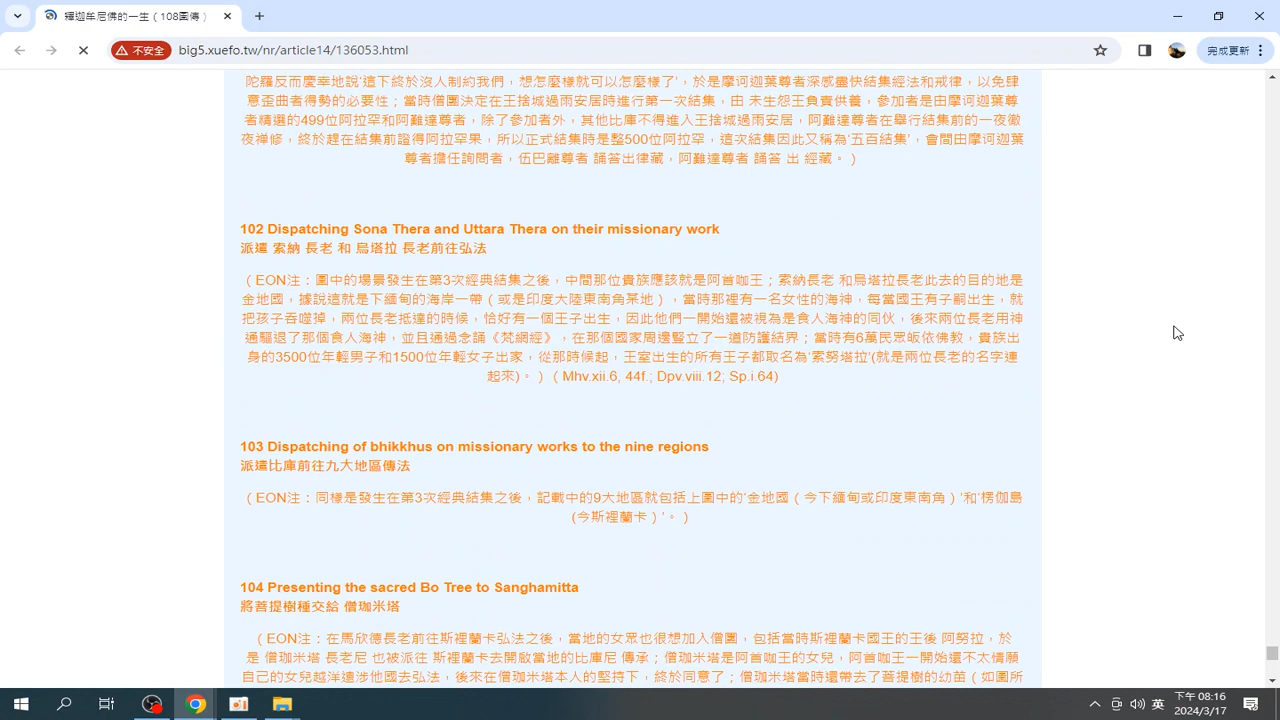 釋迦牟尼佛的一生（108圖傳）
不安全
big5.xuefo.tw/nr/article14/136053.html
完成更新
陀羅反而慶幸地說'這下終於沒人制約我們，想怎麼樣就可以怎麼樣了'，於是摩诃迦葉尊者深感盡快結集經法和戒律，以免肆
意歪曲者得勢的必要性；當時僧團決定在王捨城過雨安居時進行第一次結集，由 未生怨王負責供養，參加者是由摩诃迦葉尊
者精選的499位阿拉罕和阿難達尊者，除了參加者外，其他比庫不得進入王捨城過雨安居，阿難達尊者在舉行結集前的一夜徹
夜禅修，終於趕在結集前證得阿拉罕果，所以正式結集時是整500位阿拉罕，這次結集因此又稱為'五百結集'，會間由摩诃迦葉
尊者擔任詢問者，伍巴離尊者 誦答出律藏，阿難達尊者 誦答 出 經藏。）
102 Dispatching Sona Thera and Uttara Thera on their missionary work
派遣 索納 長老 和 烏塔拉 長老前往弘法
（EON注：圖中的場景發生在第3次經典結集之後，中間那位貴族應該就是阿首咖王；索納長老 和烏塔拉長老此去的目的地是
金地國，據說這就是下緬甸的海岸一帶（或是印度大陸東南角某地），當時那裡有一名女性的海神，每當國王有子嗣出生，就
把孩子吞噬掉，兩位長老抵達的時候，恰好有一個王子出生，因此他們一開始還被視為是食人海神的同伙，後來兩位長老用神
通驅退了那個食人海神，並且通過念誦《梵網經》，在那個國家周邊豎立了一道防護結界；當時有6萬民眾皈依佛教，貴族出
身的3500位年輕男子和1500位年輕女子出家，從那時候起，王室出生的所有王子都取名為'索努塔拉'(就是兩位長老的名字連
起來)。）（ Mhv.xii.6, 44f.; Dpv.viii.12; Sp.i.64)
103 Dispatching of bhikkhus on missionary works to the nine regions
派遣比庫前往九大地區傳法
（EON注：同樣是發生在第3次經典結集之後，記載中的9大地區就包括上圖中的'金地國（今下緬甸或印度東南角）'和'楞伽島
(今斯裡蘭卡）'。）
104 Presenting the sacred Bo Tree to Sanghamitta
將菩提樹種交給 僧珈米塔
（EON注：在馬欣德長老前往斯裡蘭卡弘法之後，當地的女眾也很想加入僧團，包括當時斯裡蘭卡國王的王後 阿努拉，於
是 僧珈米塔 長老尼 也被派往 斯裡蘭卡去開啟當地的比庫尼 傳承；僧珈米塔是阿首咖王的女兒，阿首咖王一開始還不太情願
自己的女兒越洋遠涉他國去弘法，後來在僧珈米塔本人的堅持下，終於同意了；僧珈米塔當時還帶去了菩提樹的幼苗（如圖所
英
下午 08:16
2024/3/17